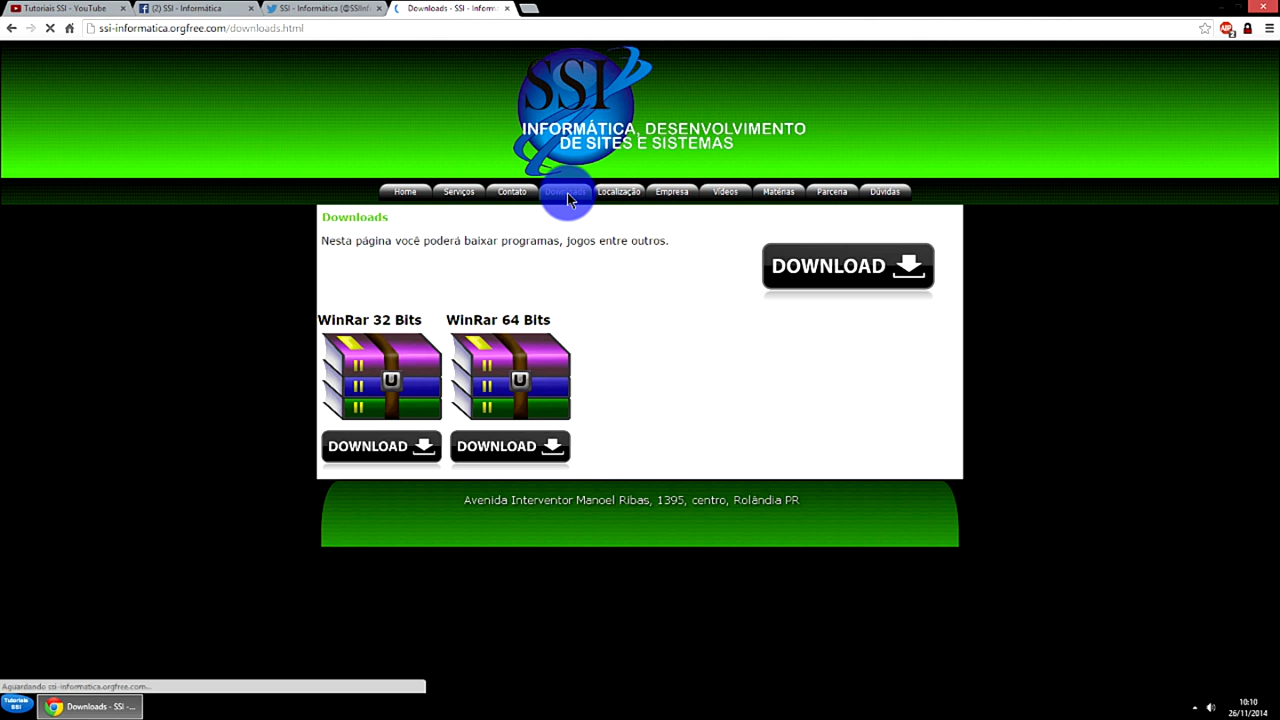 Tutoriais SSI - YouTube
(2) SSI - Informática
SSI - Informática (@SSIInf
Downloads - SSI - Inform
ssi-informatica.orgfree.com/downloads.html
SSI
INFORMÁTICA, DESENVOLVIMENTO
DE SITES E SISTEMAS
Home Serviços Contato Downloads Localização Empresa Vídeos Matérias Parceria Dúvidas
Downloads
Nesta página você poderá baixar programas, jogos entre outros.
DOWNLOAD
WinRar 32 Bits WinRar 64 Bits
DOWNLOAD DOWNLOAD
Avenida Interventor Manoel Ribas, 1395, centro, Rolândia PR
Aguardando ssi-informatica.orgfree.com...
Tutoriais
SSI
Downloads - SSI -...
10:10
26/11/2014